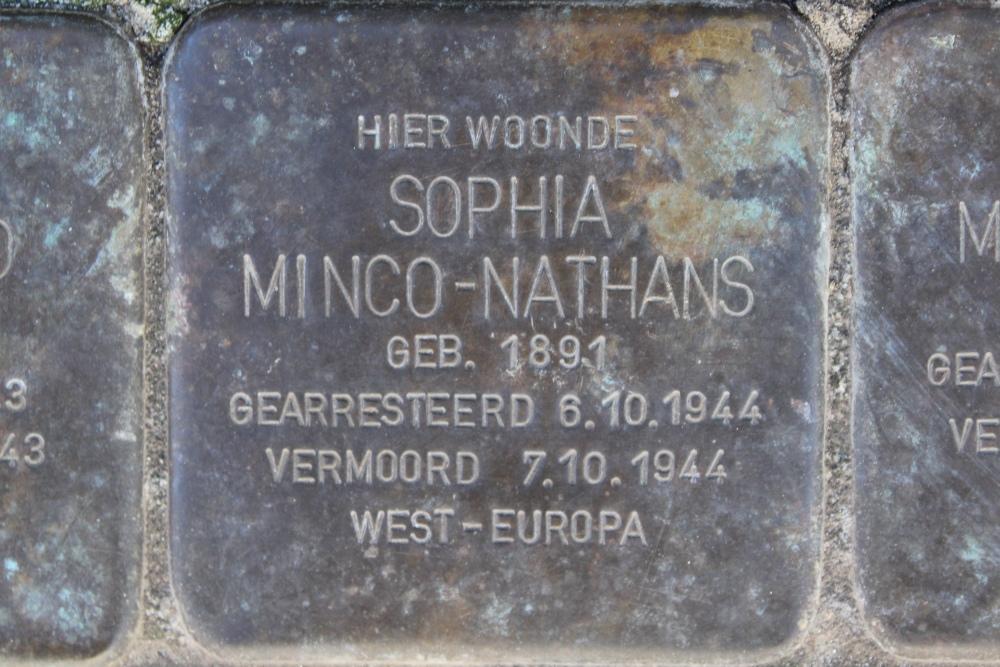 HIER WOONDE
SOPHIA
MINCO-NATHANS
GEB. 1891
GEARRESTEERD 6.10.1944
VERMOORD 7.10.1944
WEST-EUROPA